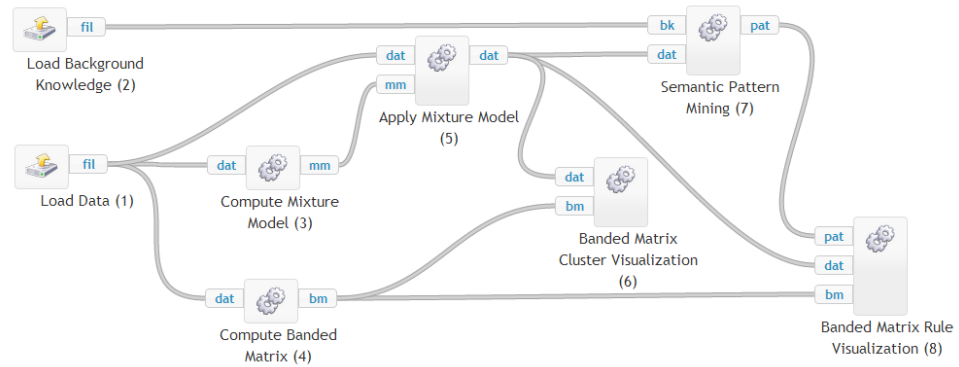 fil
Load Background
Knowledge (2)
bk
pat
dat
Semantic Pattern
Mining (7)
dat
dat
mm
Apply Mixture Model
(5)
fil
Load Data (1)
dat
mm
Compute Mixture
Model (3)
dat
bm
Banded Matrix
Cluster Visualization
(6)
dat
bm
Compute Banded
Matrix (4)
pat
dat
bm
Banded Matrix Rule
Visualization (8)